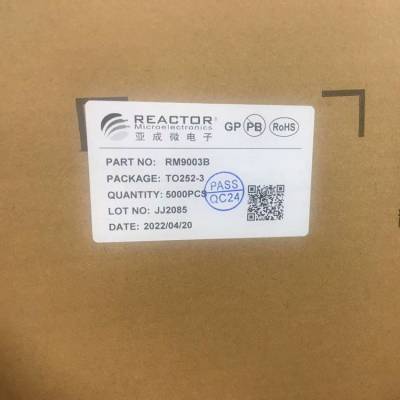 REACTOR®
Microelectronics
亚成微电子
GP PB RoHS
PART NO: RM9003B
PACKAGE: TO252-3
QUANTITY: 5000PCS
PASS
QC24
LOT NO: JJ2085
DATE: 2022/04/20